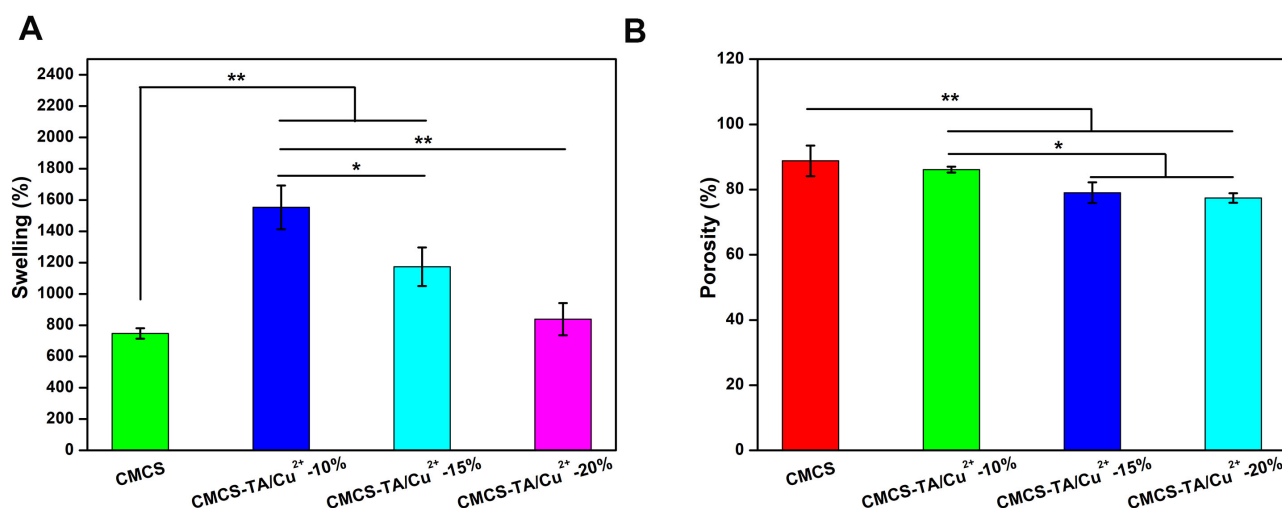 A
Swelling (%)
2400
2200
2000
1800
1600
1400
1200
1000
800
600
400
200
0
**
**
*
CMCS
CMCS-TA/Cu²⁺-10%
CMCS-TA/Cu²⁺-15%
CMCS-TA/Cu²⁺-20%
B
Porosity (%)
120
100
80
60
40
20
0
**
*
CMCS
CMCS-TA/Cu²⁺-10%
CMCS-TA/Cu²⁺-15%
CMCS-TA/Cu²⁺-20%